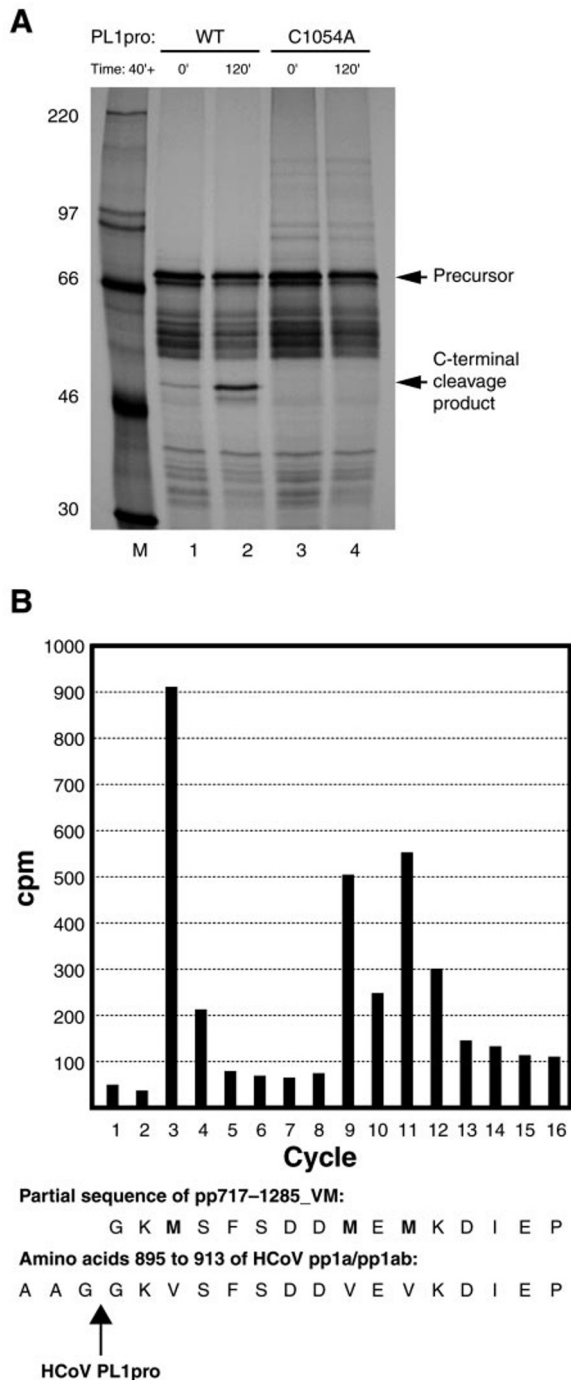 A
PL1pro: WT C1054A
Time: 40'+ 0' 120' 0' 120'
220
97
66
46
30
Precursor
C-terminal
cleavage
product
M 1 2 3 4
B
1000
900
800
700
600
500
400
300
200
100
cpm
1 2 3 4 5 6 7 8 9 10 11 12 13 14 15 16
Cycle
Partial sequence of pp717–1285_VM:
G K M S F S D D M E M K D I E P
Amino acids 895 to 913 of HCoV pp1a/pp1ab:
A A G G K V S F S D D V E V K D I E P
HCoV PL1pro